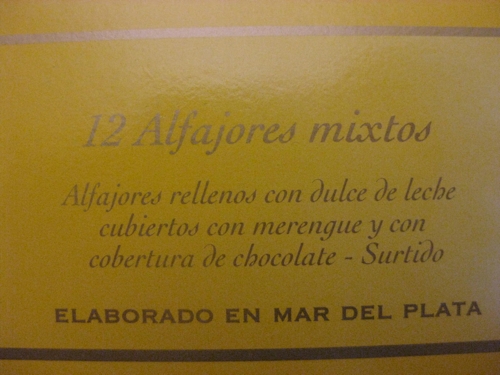 12 Alfajores mixtos
Alfajores rellenos con dulce de leche
cubiertos con merengue y con
cobertura de chocolate - Surtido
ELABORADO EN MAR DEL PLATA